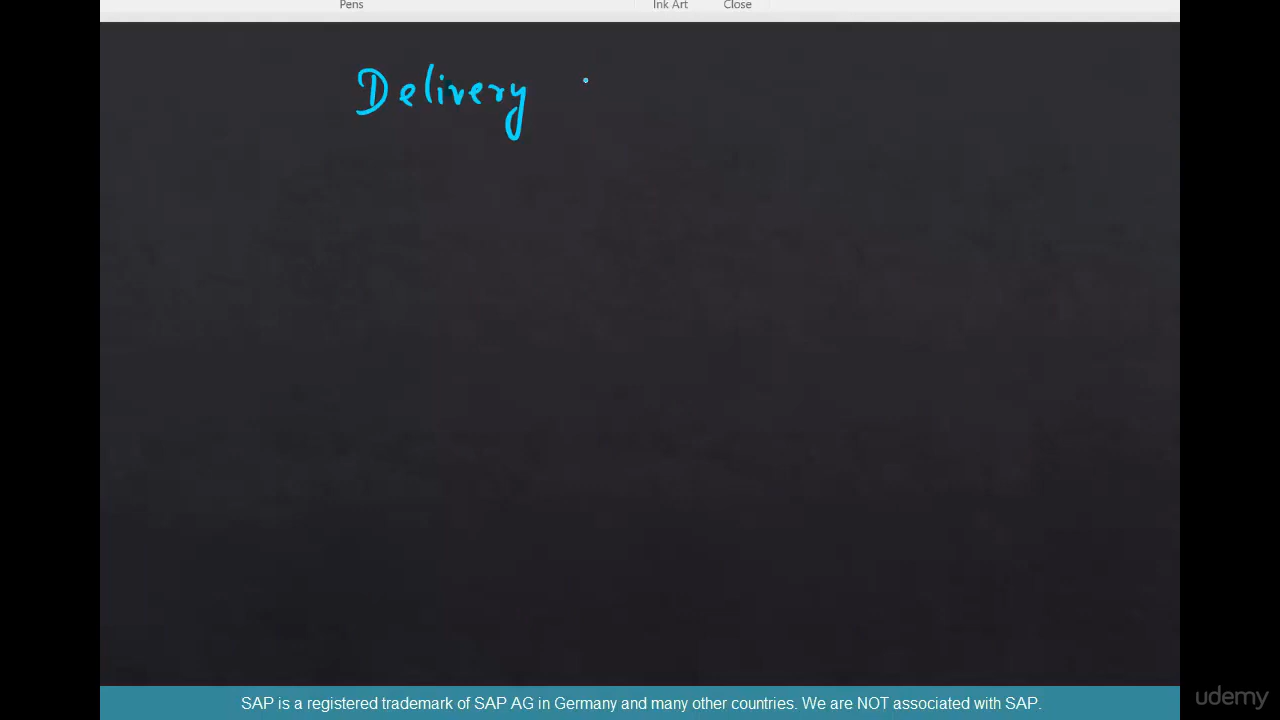 Pens Ink Art Close
Delivery
SAP is a registered trademark of SAP AG in Germany and many other countries. We are NOT associated with SAP.
udemy